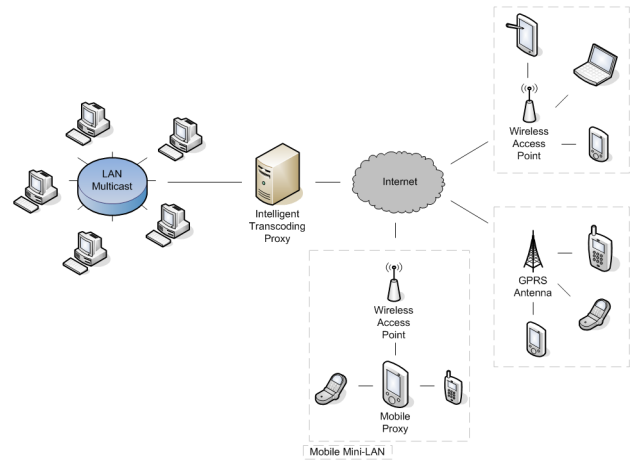 LAN
Multicast
Intelligent
Transcoding
Proxy
Internet
Wireless
Access
Point
GPRS
Antenna
Wireless
Access
Point
Mobile
Proxy
Mobile Mini-LAN